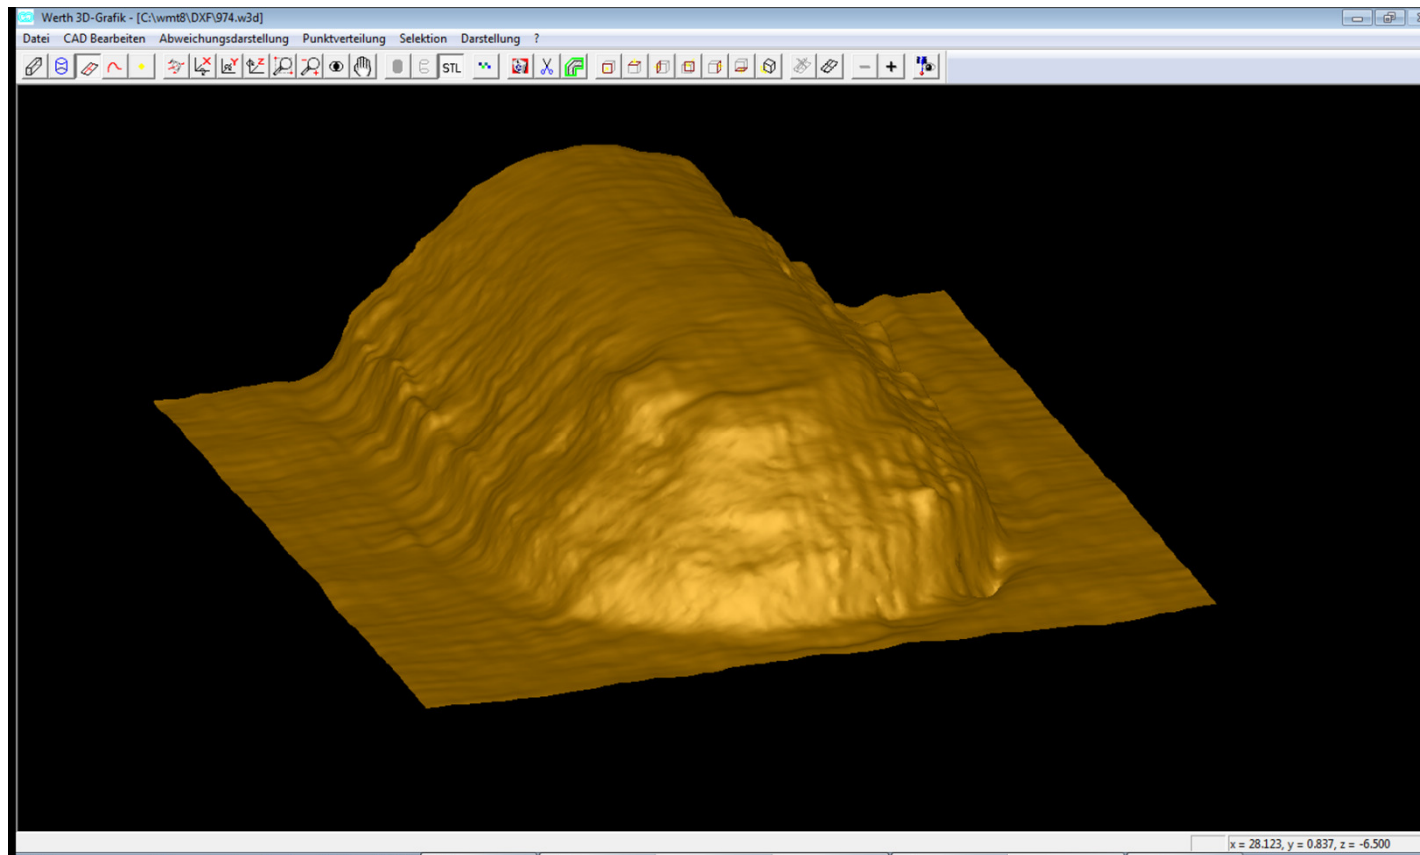 Werth 3D-Grafik - [C:\wmt8\DXF\974.w3d]
Datei CAD Bearbeiten Abweichungsdarstellung Punktverteilung Selektion Darstellung ?
STL
x = 28.123, y = 0.837, z = -6.500